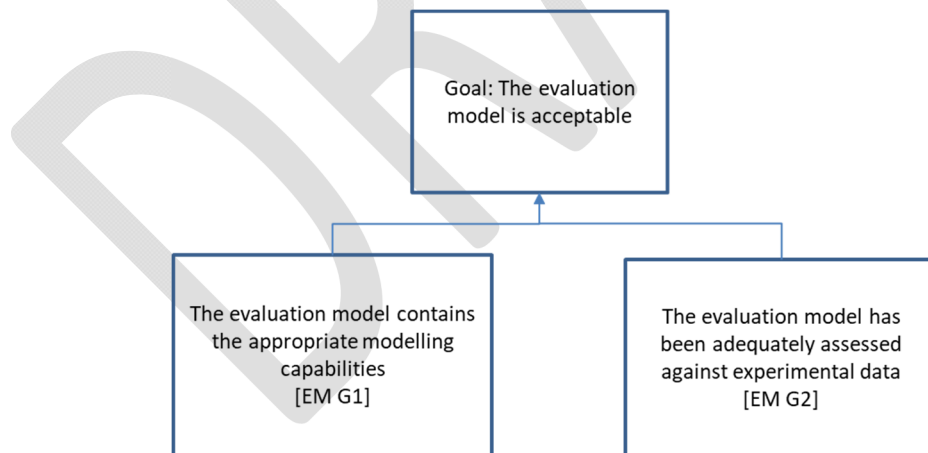 Goal: The evaluation
model is acceptable
The evaluation model contains
the appropriate modelling
capabilities
[EM G1]
The evaluation model has
been adequately assessed
against experimental data
[EM G2]